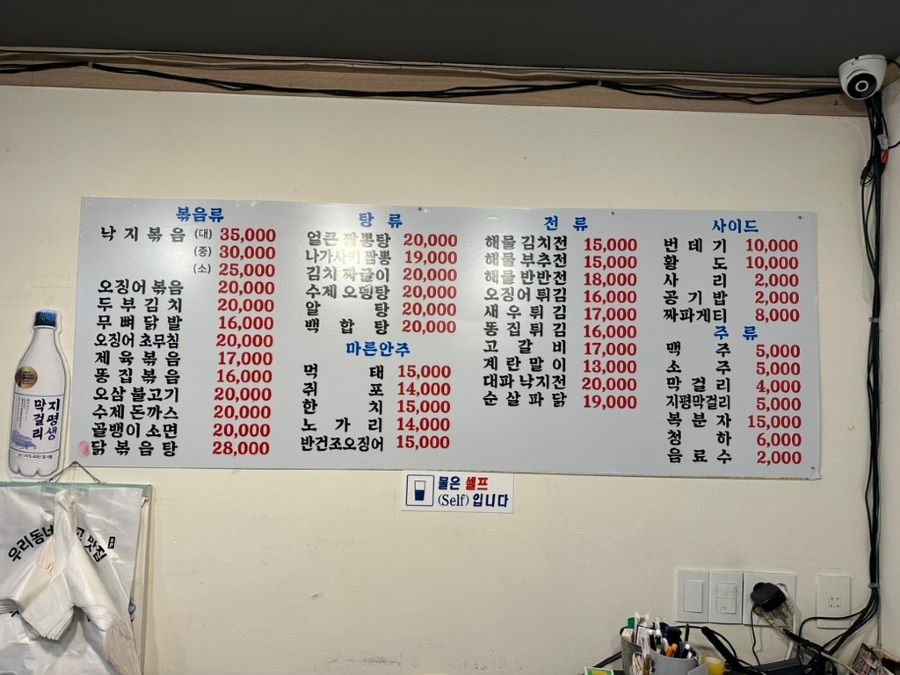 볶음류
낙지볶음 (대) 35,000
(중) 30,000
(소) 25,000
오징어볶음 20,000
두부김치 20,000
무뼈닭발 16,000
오징어초무침 20,000
제육볶음 17,000
똥집볶음 16,000
오삼불고기 20,000
수제돈까스 20,000
골뱅이소면 20,000
닭볶음탕 28,000
탕류
얼큰짬뽕탕 20,000
나가사키짬뽕 19,000
김치짜글이 20,000
수제오뎅탕 20,000
알탕 20,000
백합탕 20,000
마른안주
먹태 15,000
쥐포 14,000
한치 15,000
노가리 14,000
반건조오징어 15,000
전류
해물김치전 15,000
해물부추전 15,000
해물반반전 18,000
오징어튀김 16,000
새우튀김 17,000
똥집튀김 16,000
고갈비 17,000
계란말이 13,000
대파낙지전 20,000
순살파닭 19,000
사이드
번데기 10,000
황도 10,000
사리 2,000
공기밥 2,000
짜파게티 8,000
주류
맥주 5,000
소주 5,000
막걸리 4,000
지평막걸리 5,000
복분자 15,000
청하 6,000
음료수 2,000
지평생
막걸리
물은 셀프
(Self) 입니다
우리동네
맛집